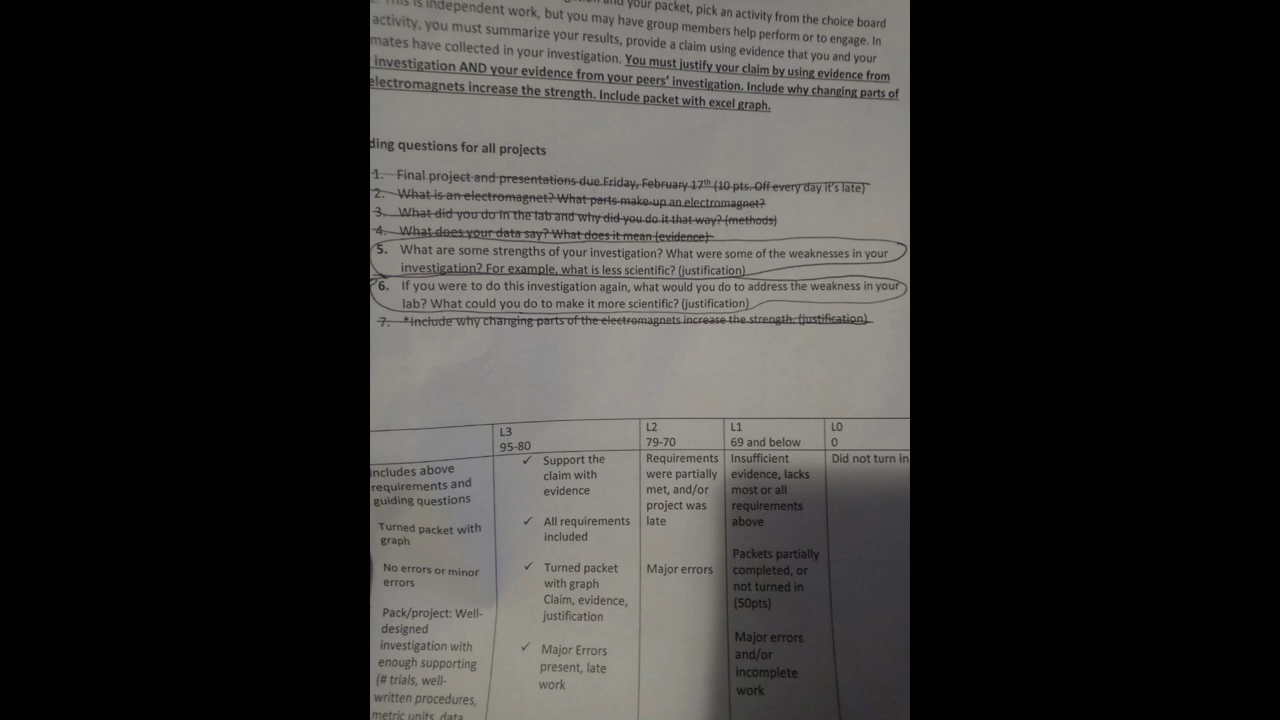 This is independent work, but you may have group members help perform or to engage. In
and your packet, pick an activity from the choice board
activity, you must summarize your results, provide a claim using evidence that you and your
mates have collected in your investigation. You must justify your claim by using evidence from
investigation AND your evidence from your peers' investigation. Include why changing parts of
electromagnets increase the strength. Include packet with excel graph.
ding questions for all projects
1. Final project and presentations due Friday, February 17th (10 pts. Off every day it's late)
2. What is an electromagnet? What parts make-up an electromagnet?
3. What did you do in the lab and why did you do it that way? (methods)
4. What does your data say? What does it mean (evidence)
5. What are some strengths of your investigation? What were some of the weaknesses in your
investigation? For example, what is less scientific? (justification)
6. If you were to do this investigation again, what would you do to address the weakness in your
lab? What could you do to make it more scientific? (justification)
7. *Include why changing parts of the electromagnets increase the strength. (justification)
L3
95-80
L2
79-70
L1
69 and below
L0
0
Includes above
requirements and
guiding questions
Turned packet with
graph
No errors or minor
errors
Pack/project: Well-
designed
investigation with
enough supporting
(# trials, well-
written procedures,
metric units, data
✓ Support the
claim with
evidence
✓ All requirements
included
✓ Turned packet
with graph
Claim, evidence,
justification
✓ Major Errors
present, late
work
Requirements
were partially
met, and/or
project was
late
Major errors
Insufficient
evidence, lacks
most or all
requirements
above
Packets partially
completed, or
not turned in
(50pts)
Major errors
and/or
incomplete
work
Did not turn in